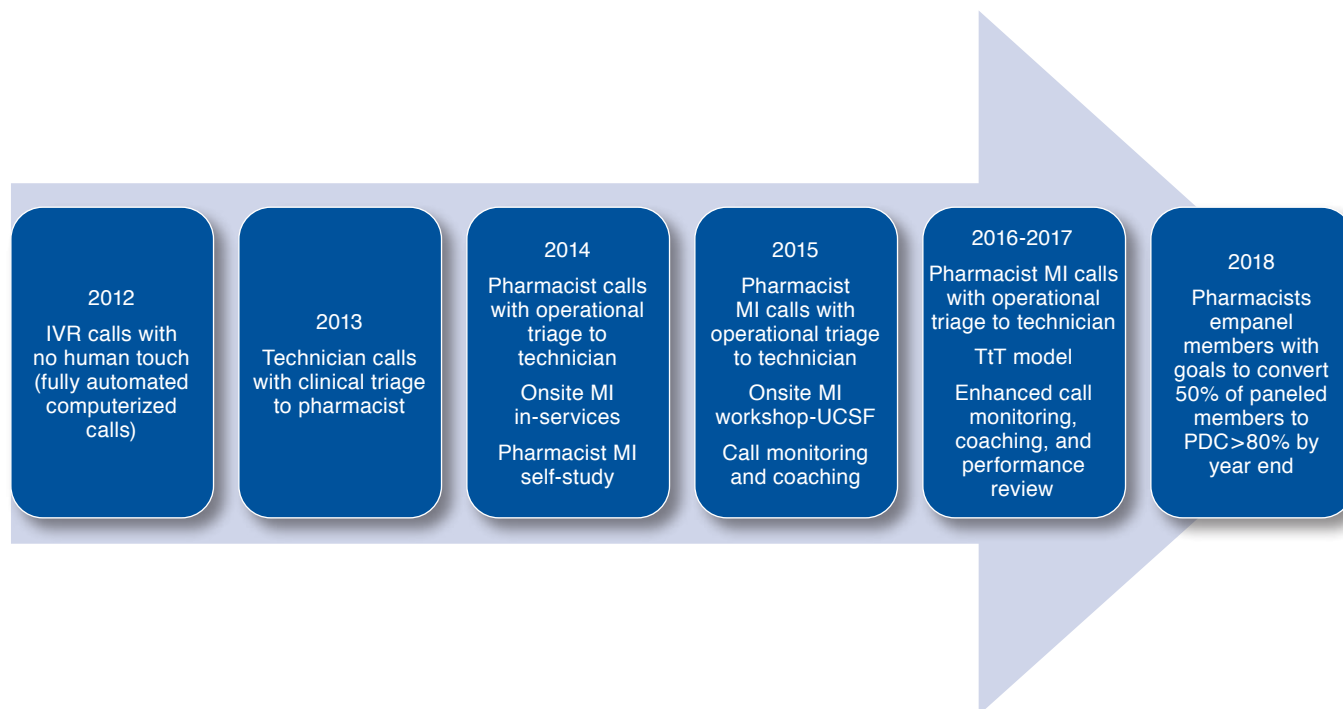 2012
IVR calls with
no human touch
(fully automated
computerized
calls)
2013
Technician calls
with clinical triage
to pharmacist
2014
Pharmacist calls
with operational
triage to
technician
Onsite MI
in-services
Pharmacist MI
self-study
2015
Pharmacist
MI calls with
operational triage
to technician
Onsite MI
workshop-UCSF
Call monitoring
and coaching
2016-2017
Pharmacist MI calls
with operational
triage to technician
TtT model
Enhanced call
monitoring,
coaching, and
performance
review
2018
Pharmacists
empanel
members with
goals to convert
50% of paneled
members to
PDC>80% by
year end